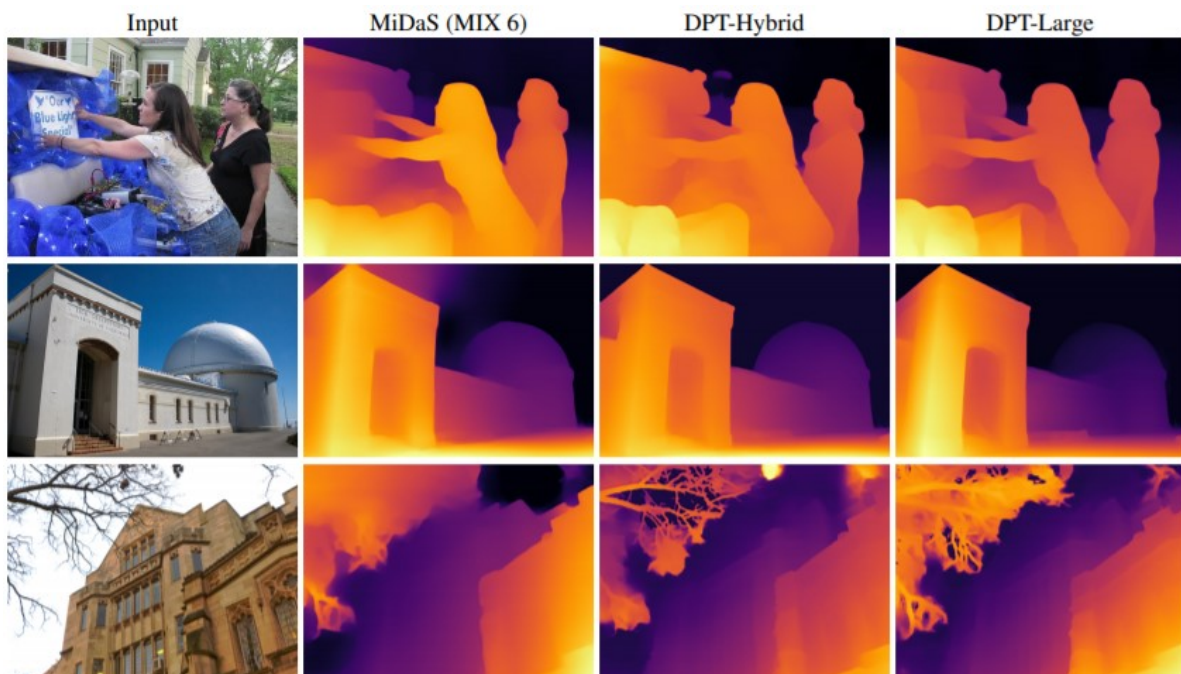 Input
MiDaS (MIX 6)
DPT-Hybrid
DPT-Large
"Our
Blue Light
Special"